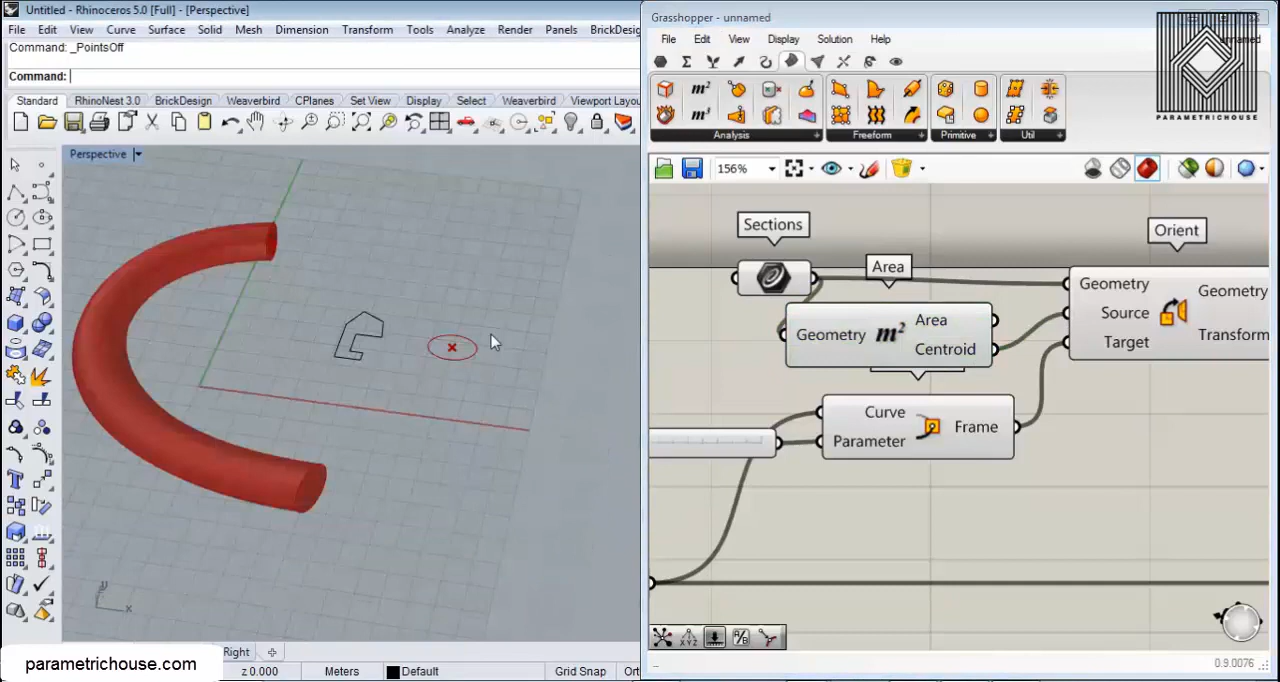 Untitled - Rhinoceros 5.0 [Full] - [Perspective]
File Edit View Curve Surface Solid Mesh Dimension Transform Tools Analyze Render Panels BrickDesig
Command: _PointsOff
Command:
Standard RhinoNest 3.0 BrickDesign Weaverbird CPlanes Set View Display Select Weaverbird Viewport Layou
Perspective
x
Right
z 0.000 Meters Default Grid Snap Ort
parametrichouse.com
Grasshopper - unnamed
File Edit View Display Solution Help
PARAMETRICHOUSE
m²
m³
Analysis Freeform Primitive Util
156%
Sections
Orient
Area
Geometry m² Area
Centroid
Geometry Geometry
Source
Target Transform
Curve
Parameter Frame
XYZ
0.9.0076